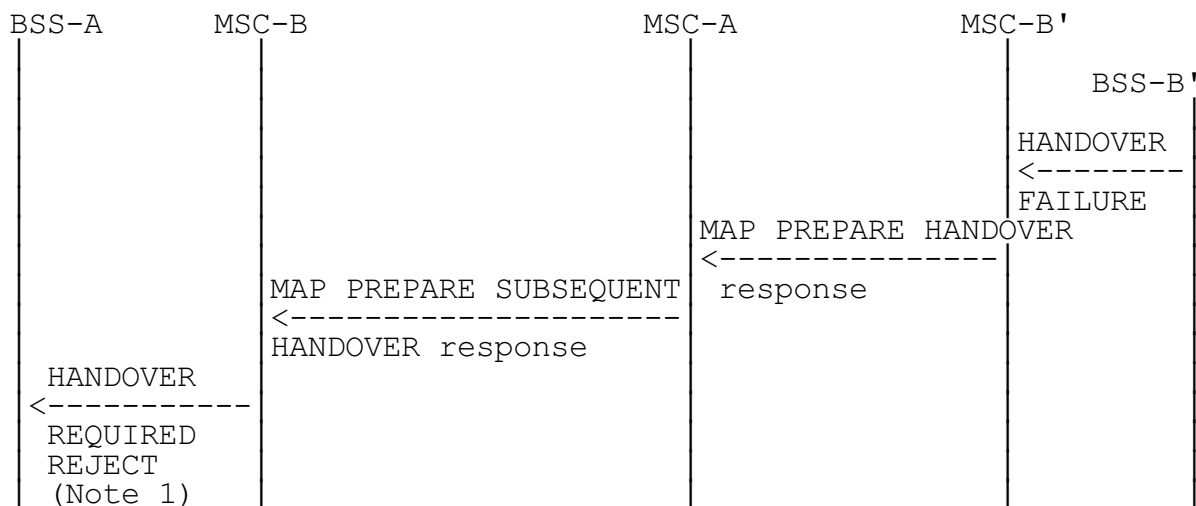 BSS-A MSC-B MSC-A MSC-B'
BSS-B'
HANDOVER
<--------
FAILURE
MAP PREPARE HANDOVER
<---------------
MAP PREPARE SUBSEQUENT response
<---------------------
HANDOVER response
HANDOVER
<-----------
REQUIRED
REJECT
(Note 1)